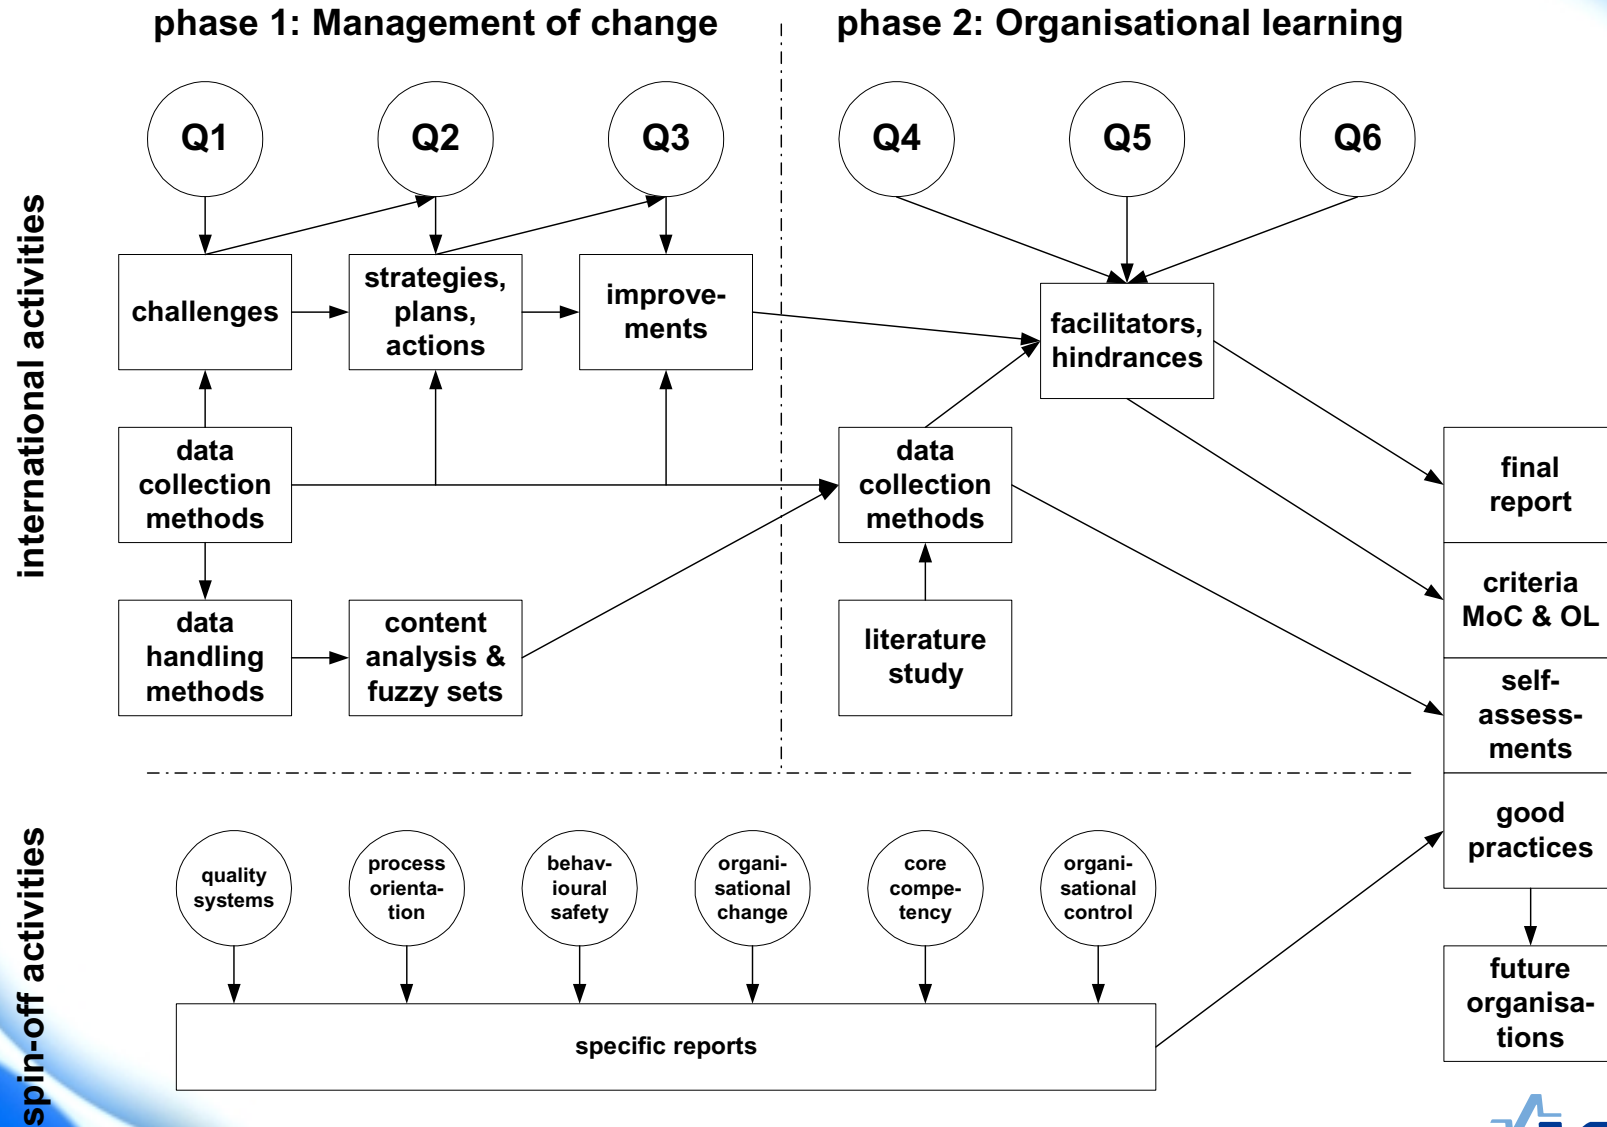 phase 1: Management of change
phase 2: Organisational learning
international activities
Q1
Q2
Q3
Q4
Q5
Q6
challenges
strategies,
plans,
actions
improve-
ments
facilitators,
hindrances
data
collection
methods
data
collection
methods
final
report
criteria
MoC & OL
self-
assess-
ments
good
practices
future
organisa-
tions
data
handling
methods
content
analysis &
fuzzy sets
literature
study
spin-off activities
quality
systems
process
orienta-
tion
behav-
ioural
safety
organi-
sational
change
core
compe-
tency
organi-
sational
control
specific reports